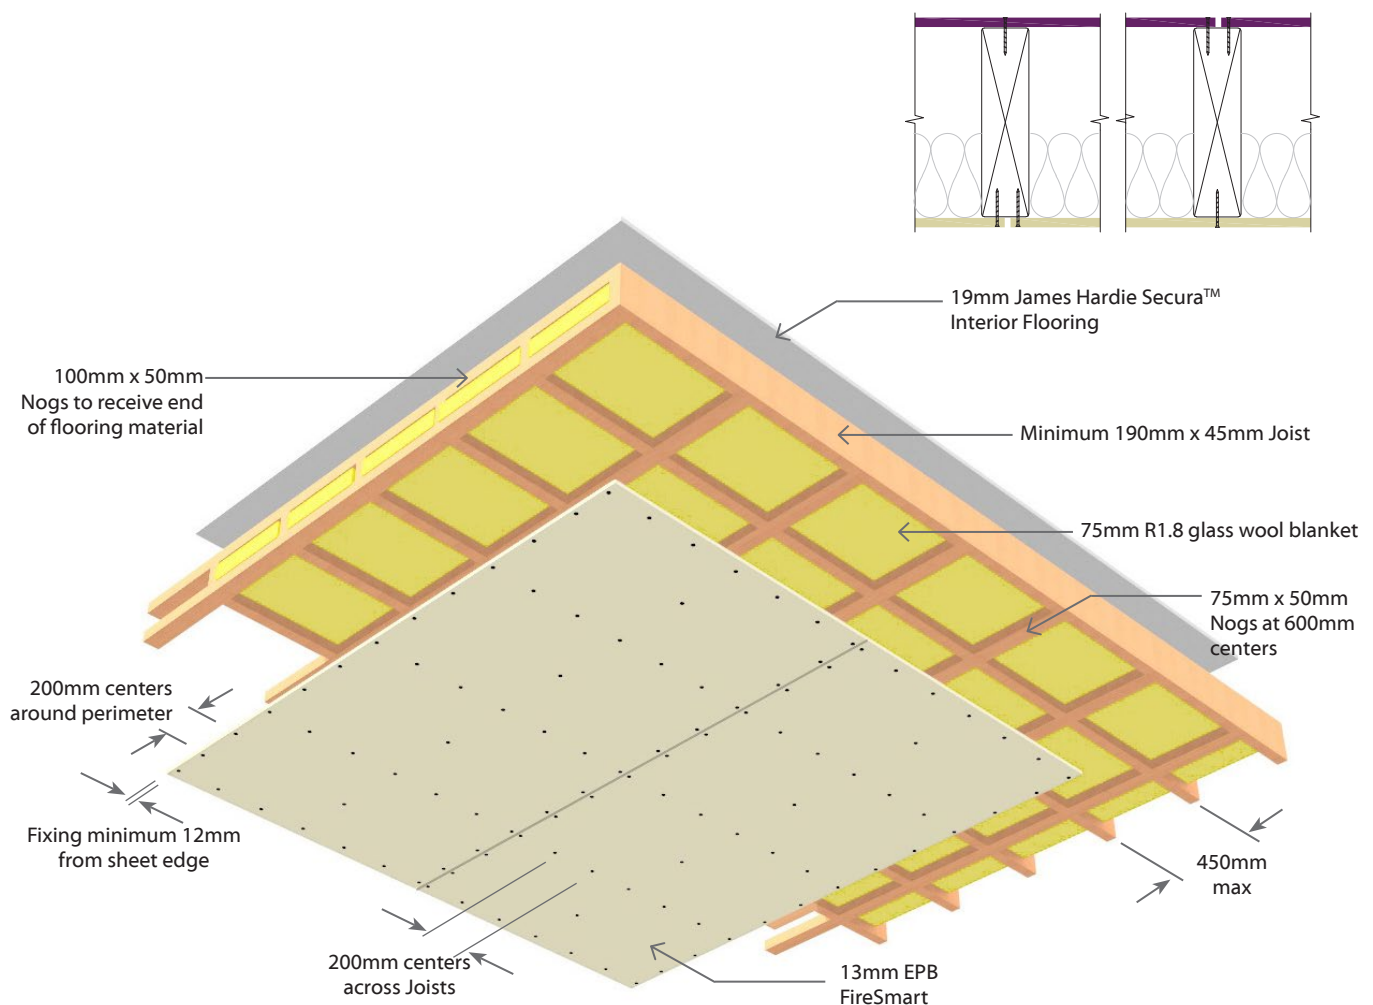 19mm James Hardie Secura™
Interior Flooring
100mm x 50mm
Nogs to receive end
of flooring material
Minimum 190mm x 45mm Joist
75mm R1.8 glass wool blanket
75mm x 50mm
Nogs at 600mm
centers
200mm centers
around perimeter
Fixing minimum 12mm
from sheet edge
450mm
max
200mm centers
across Joists
13mm EPB
FireSmart